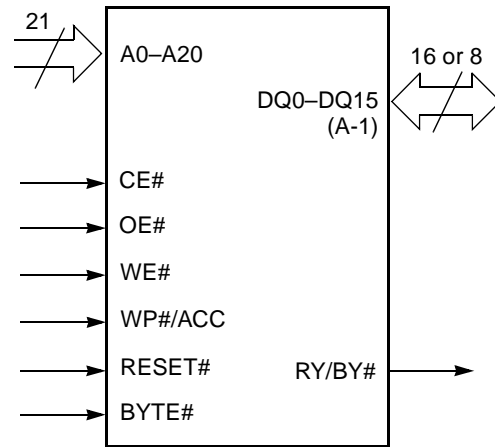 21
A0–A20
16 or 8
DQ0–DQ15
(A-1)
CE#
OE#
WE#
WP#/ACC
RESET#
RY/BY#
BYTE#